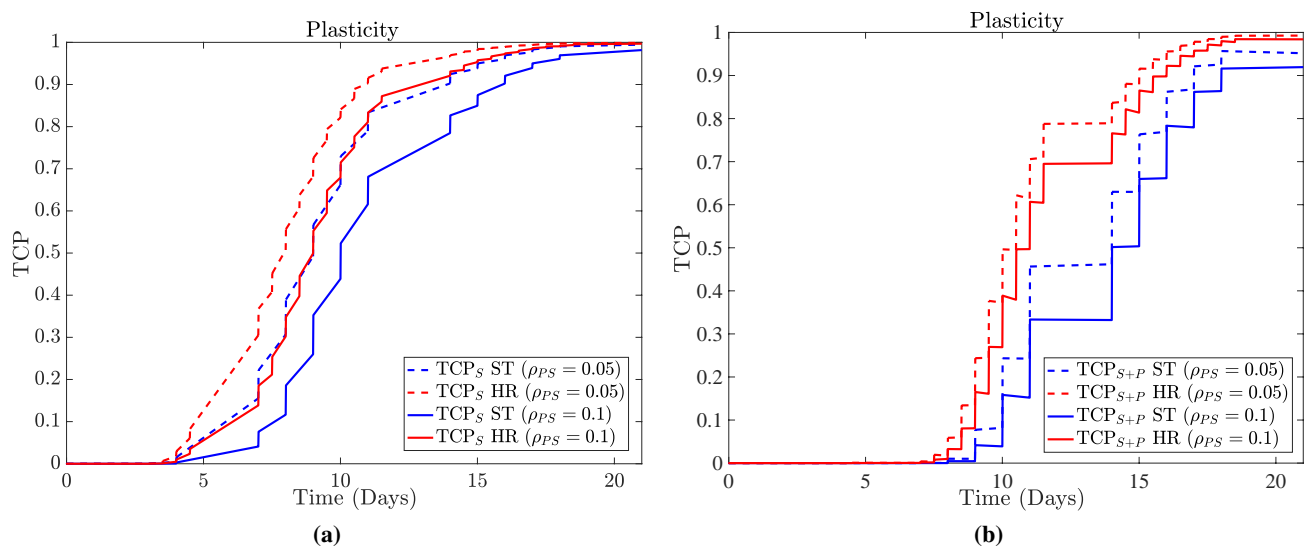 Plasticity
1
0.9
0.8
0.7
0.6
0.5
0.4
0.3
0.2
0.1
0
TCP
0 5 10 15 20
Time (Days)
TCP_S ST (ρ_PS = 0.05)
TCP_S HR (ρ_PS = 0.05)
TCP_S ST (ρ_PS = 0.1)
TCP_S HR (ρ_PS = 0.1)
(a)
Plasticity
1
0.9
0.8
0.7
0.6
0.5
0.4
0.3
0.2
0.1
0
TCP
0 5 10 15 20
Time (Days)
TCP_{S+P} ST (ρ_PS = 0.05)
TCP_{S+P} HR (ρ_PS = 0.05)
TCP_{S+P} ST (ρ_PS = 0.1)
TCP_{S+P} HR (ρ_PS = 0.1)
(b)